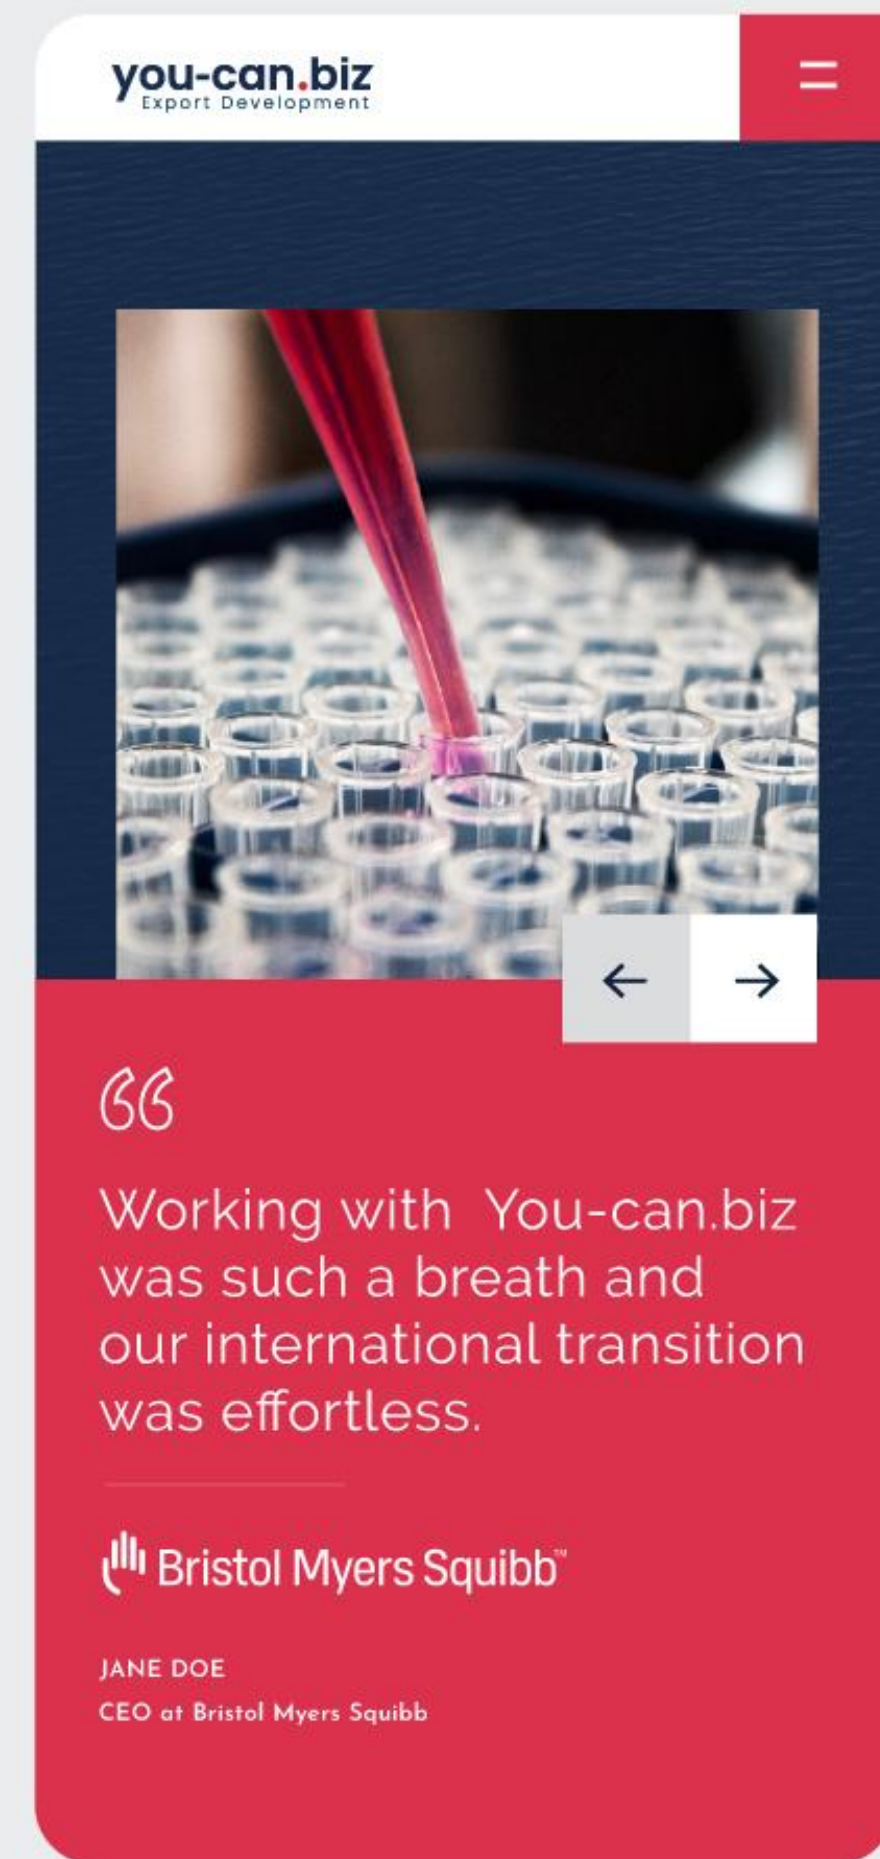 you-can.biz
Export Development
“
Working with  You-can.biz
was such a breath and
our international transition
was effortless.
Bristol Myers Squibb™
JANE DOE
CEO at Bristol Myers Squibb